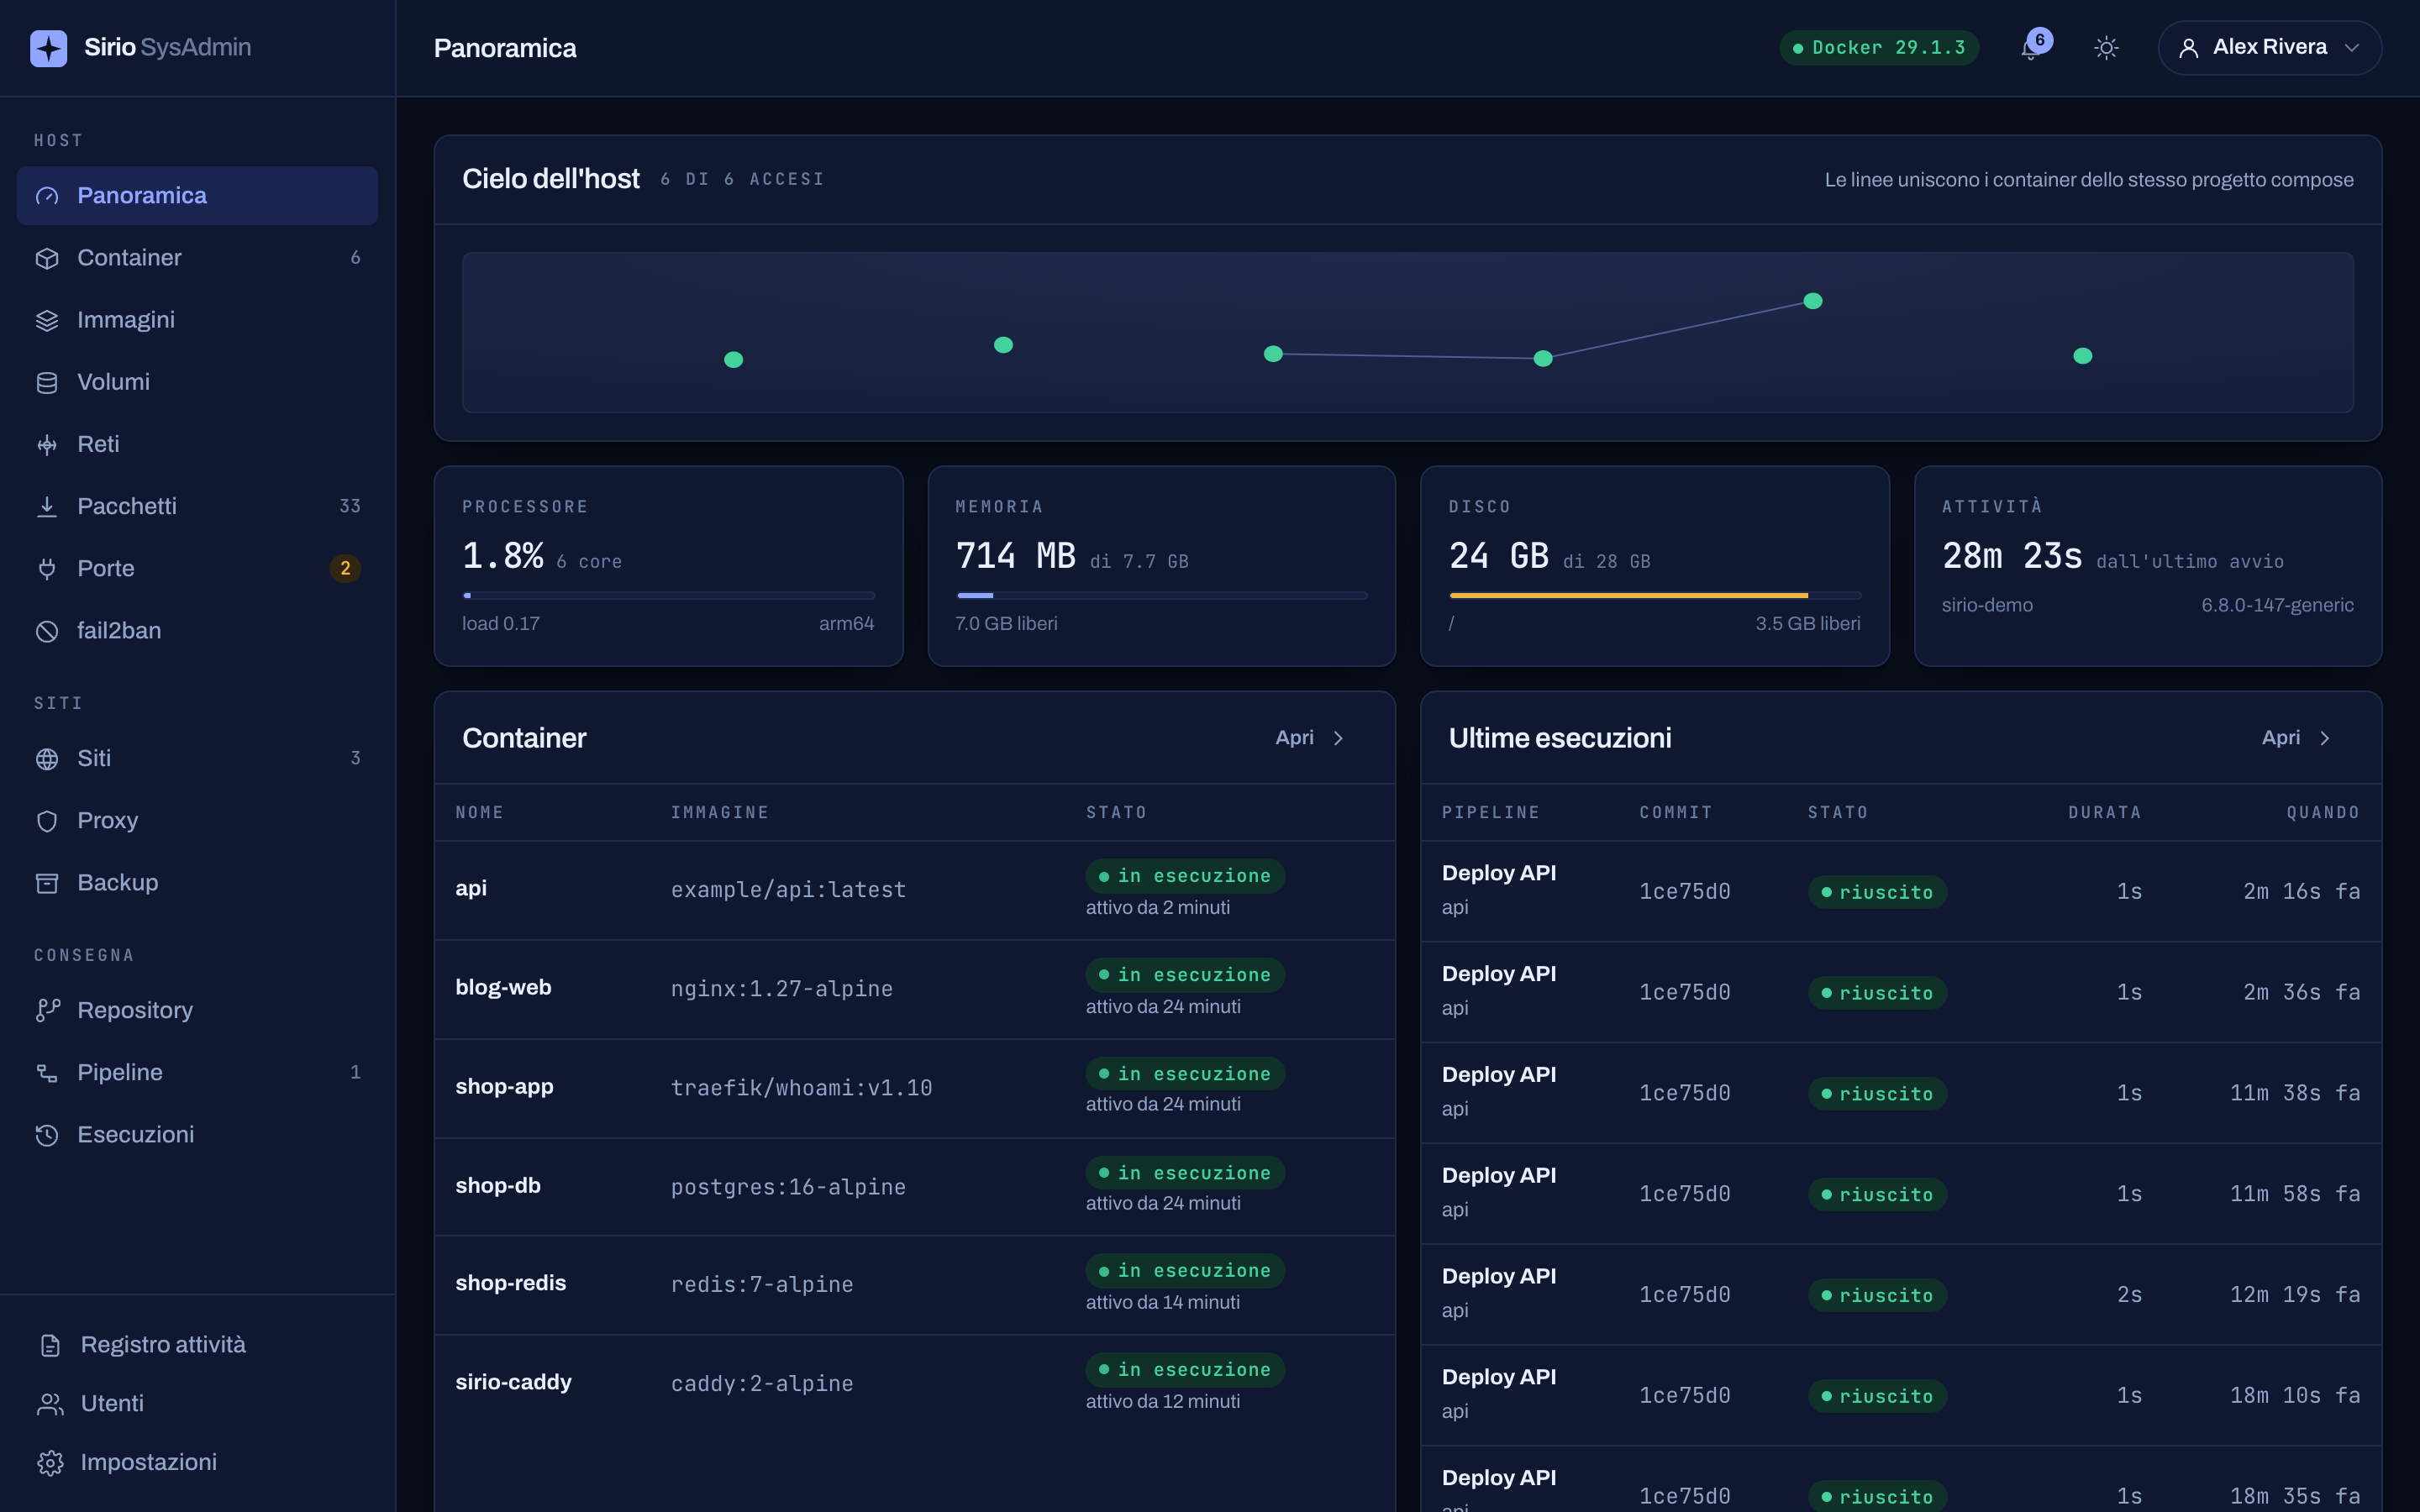 Sirio SysAdmin
HOST
Panoramica
Container 6
Immagini
Volumi
Reti
Pacchetti 33
Porte 2
fail2ban
SITI
Siti 3
Proxy
Backup
CONSEGNA
Repository
Pipeline 1
Esecuzioni
Registro attività
Utenti
Impostazioni
Panoramica
Docker 29.1.3
6
Alex Rivera
Cielo dell'host 6 DI 6 ACCESI
Le linee uniscono i container dello stesso progetto compose
PROCESSORE
1.8% 6 core
load 0.17 arm64
MEMORIA
714 MB di 7.7 GB
7.0 GB liberi
DISCO
24 GB di 28 GB
/ 3.5 GB liberi
ATTIVITÀ
28m 23s dall'ultimo avvio
sirio-demo 6.8.0-147-generic
Container Apri
NOME IMMAGINE STATO
api example/api:latest in esecuzione
attivo da 2 minuti
blog-web nginx:1.27-alpine in esecuzione
attivo da 24 minuti
shop-app traefik/whoami:v1.10 in esecuzione
attivo da 24 minuti
shop-db postgres:16-alpine in esecuzione
attivo da 24 minuti
shop-redis redis:7-alpine in esecuzione
attivo da 14 minuti
sirio-caddy caddy:2-alpine in esecuzione
attivo da 12 minuti
Ultime esecuzioni Apri
PIPELINE COMMIT STATO DURATA QUANDO
Deploy API 1ce75d0 riuscito 1s 2m 16s fa
api
Deploy API 1ce75d0 riuscito 1s 2m 36s fa
api
Deploy API 1ce75d0 riuscito 1s 11m 38s fa
api
Deploy API 1ce75d0 riuscito 1s 11m 58s fa
api
Deploy API 1ce75d0 riuscito 2s 12m 19s fa
api
Deploy API 1ce75d0 riuscito 1s 18m 10s fa
api
Deploy API 1ce75d0 riuscito 1s 18m 35s fa
api